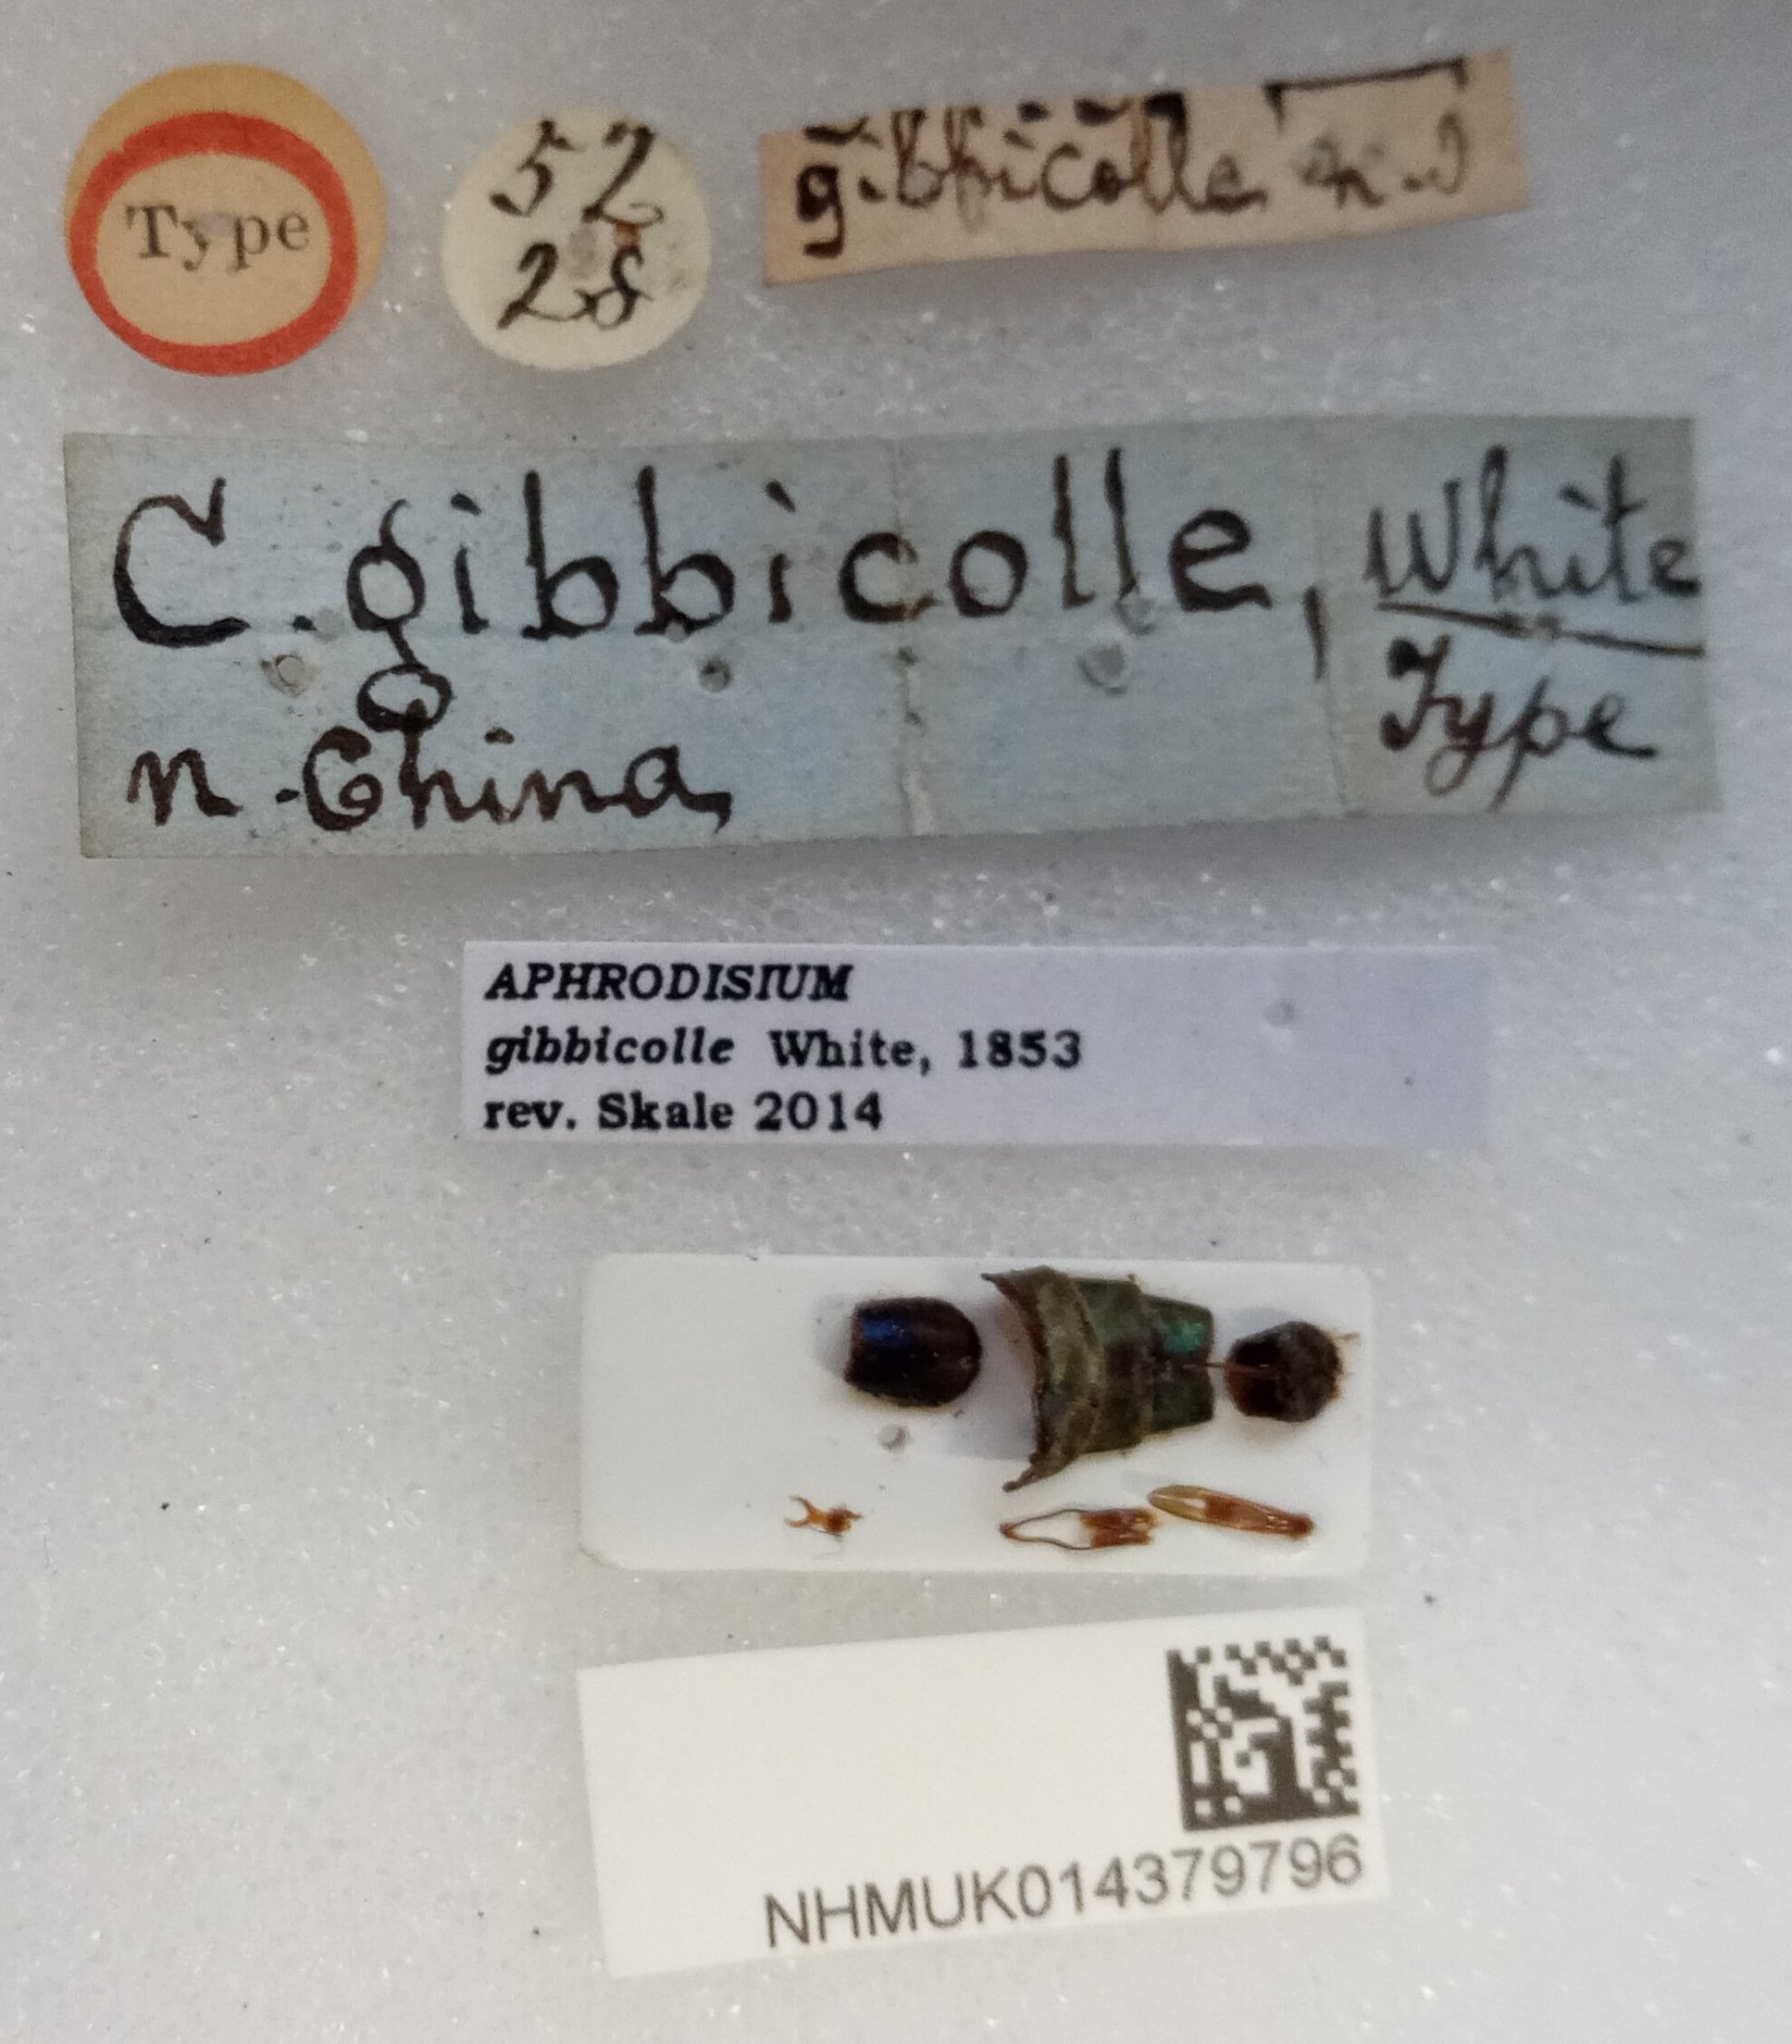 Type
52
28
gibbicolle
C. gibbicolle, White
Type
n. China
APHRODISIUM
gibbicolle White, 1853
rev. Skale 2014
NHMUK014379796